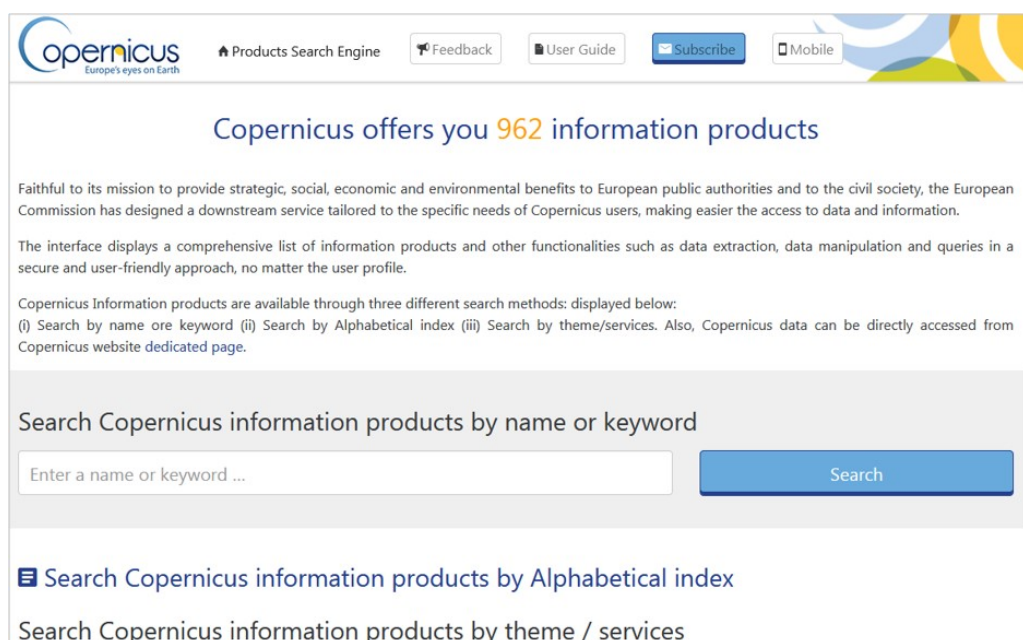 Copernicus
Europe's eyes on Earth
Products Search Engine
Feedback
User Guide
Subscribe
Mobile
Copernicus offers you 962 information products
Faithful to its mission to provide strategic, social, economic and environmental benefits to European public authorities and to the civil society, the European
Commission has designed a downstream service tailored to the specific needs of Copernicus users, making easier the access to data and information.
The interface displays a comprehensive list of information products and other functionalities such as data extraction, data manipulation and queries in a
secure and user-friendly approach, no matter the user profile.
Copernicus Information products are available through three different search methods: displayed below:
(i) Search by name ore keyword (ii) Search by Alphabetical index (iii) Search by theme/services. Also, Copernicus data can be directly accessed from
Copernicus website dedicated page.
Search Copernicus information products by name or keyword
Enter a name or keyword ...
Search
Search Copernicus information products by Alphabetical index
Search Copernicus information products by theme / services